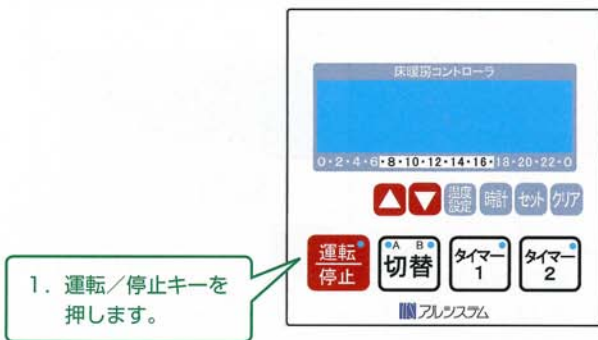 床暖房コントローラ
0・2・4・6・8・10・12・14・16・18・20・22・0
温度設定 時計 セット クリア
運転 A B 切替 タイマー1 タイマー2
停止
アルシステム
1. 運転／停止キーを
押します。